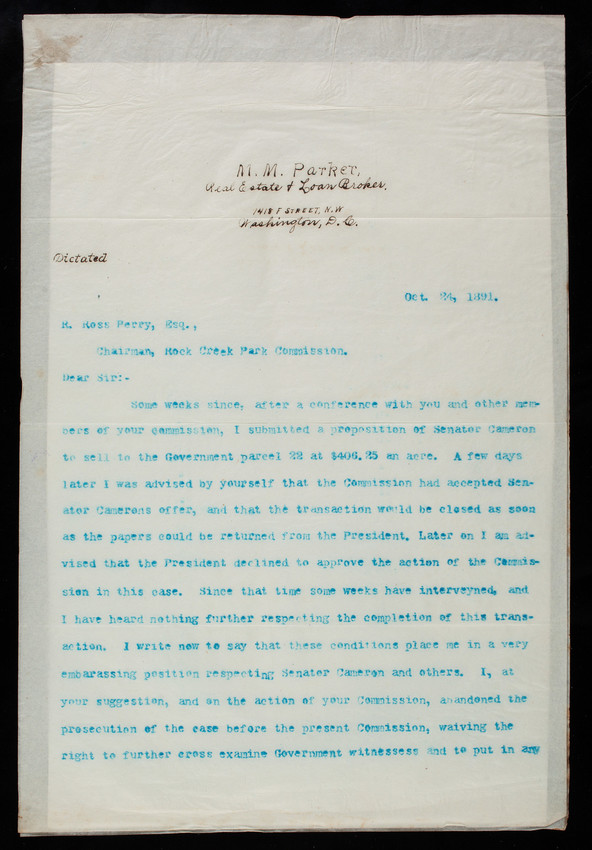 M. M. Parker,
Real Estate & Loan Broker.
1418 F STREET, N.W
Washington, D. C.
Dictated
Oct. 24, 1891.
R. Ross Perry, Esq.,
Chairman, Rock Creek Park Commission.
Dear Sir:-
Some weeks since, after a conference with you and other mem-
bers of your commission, I submitted a proposition of Senator Cameron
to sell to the Government parcel 22 at $406.25 an acre. A few days
later I was advised by yourself that the Commission had accepted Sen-
ator Camerons offer, and that the transaction would be closed as soon
as the papers could be returned from the President. Later on I am ad-
vised that the President declined to approve the action of the Commis-
sion in this case. Since that time some weeks have interveyned, and
I have heard nothing further respecting the completion of this trans-
action. I write now to say that these conditions place me in a very
embarassing position respecting Senator Cameron and others. I, at
your suggestion, and on the action of your Commission, abandoned the
prosecution of the case before the present Commission, waiving the
right to further cross examine Government witnessess and to put in any